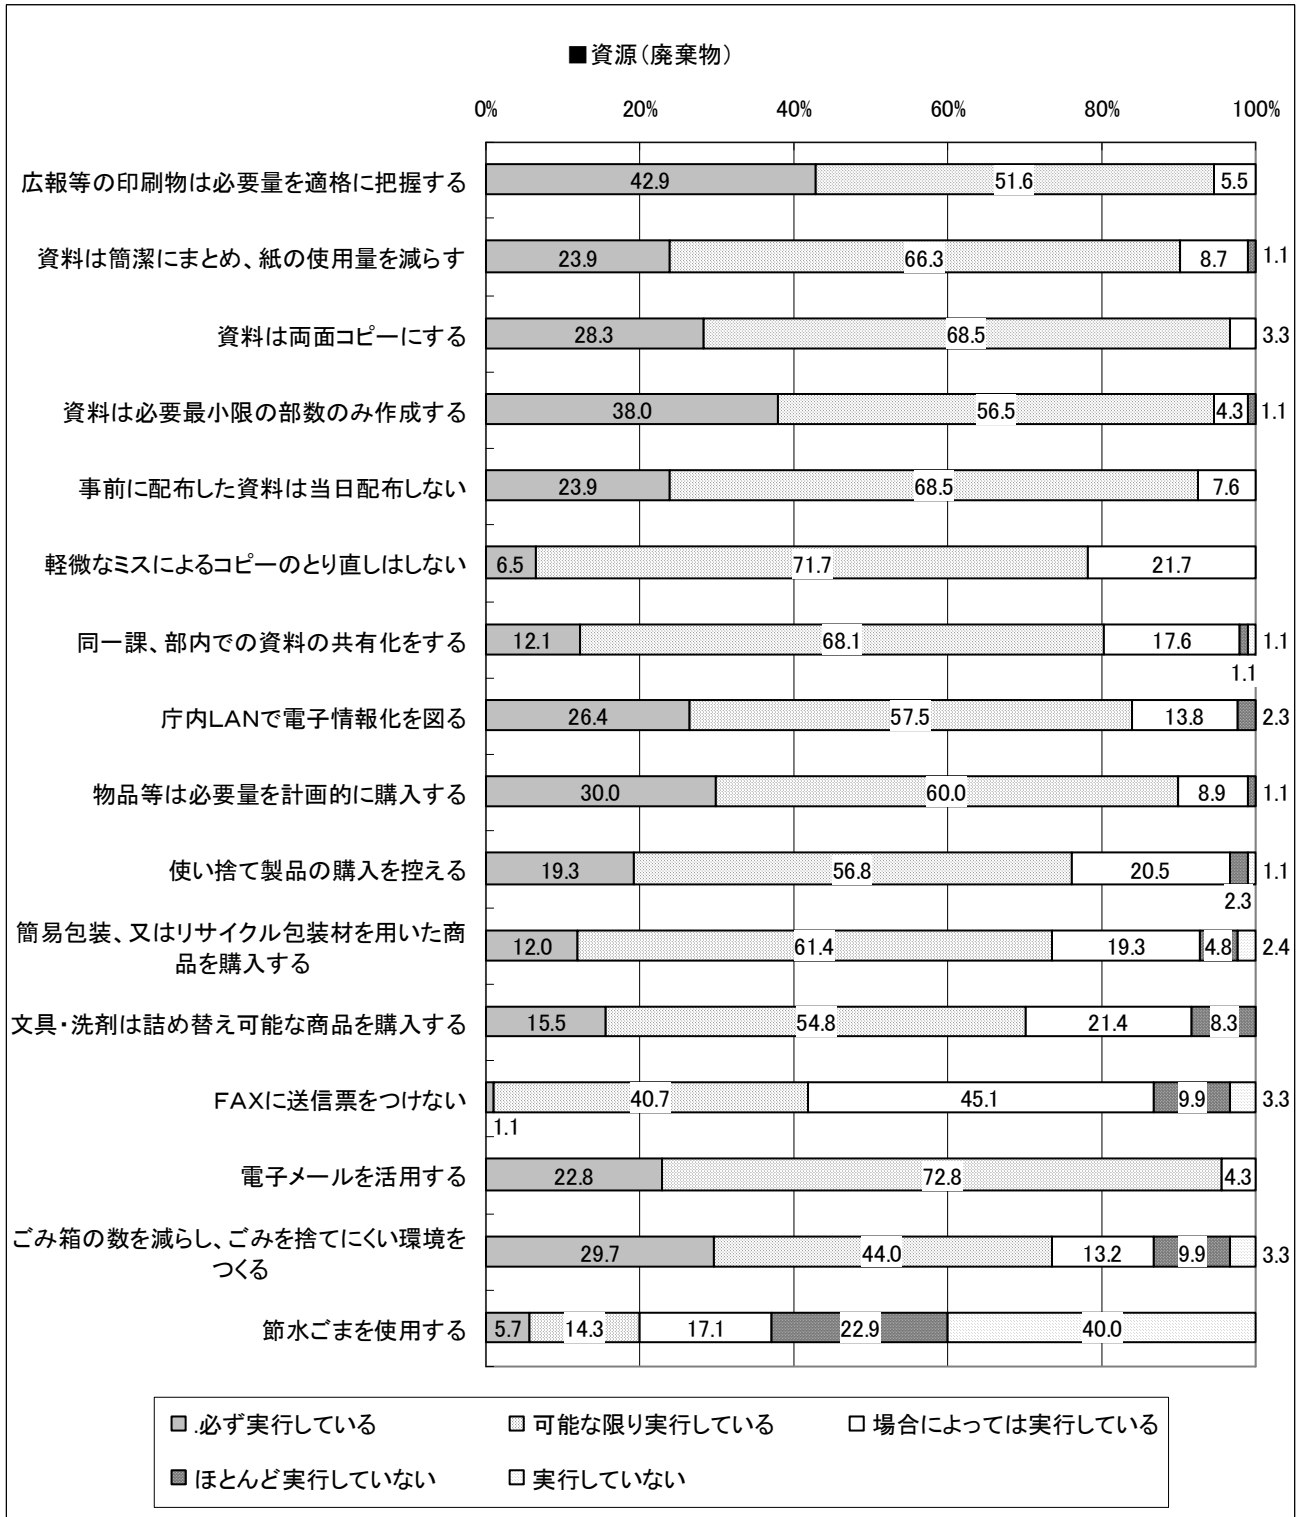 ■資源（廃棄物）
0% 20% 40% 60% 80% 100%
広報等の印刷物は必要量を適格に把握する 42.9 51.6 5.5
資料は簡潔にまとめ、紙の使用量を減らす 23.9 66.3 8.7 1.1
資料は両面コピーにする 28.3 68.5 3.3
資料は必要最小限の部数のみ作成する 38.0 56.5 4.3 1.1
事前に配布した資料は当日配布しない 23.9 68.5 7.6
軽微なミスによるコピーのとり直しはしない 6.5 71.7 21.7
同一課、部内での資料の共有化をする 12.1 68.1 17.6 1.1
1.1
庁内LANで電子情報化を図る 26.4 57.5 13.8 2.3
物品等は必要量を計画的に購入する 30.0 60.0 8.9 1.1
使い捨て製品の購入を控える 19.3 56.8 20.5 1.1
2.3
簡易包装、又はリサイクル包装材を用いた商
品を購入する 12.0 61.4 19.3 4.8 2.4
文具・洗剤は詰め替え可能な商品を購入する 15.5 54.8 21.4 8.3
FAXに送信票をつけない 40.7 45.1 9.9 3.3
1.1
電子メールを活用する 22.8 72.8 4.3
ごみ箱の数を減らし、ごみを捨てにくい環境を
つくる 29.7 44.0 13.2 9.9 3.3
節水ごまを使用する 5.7 14.3 17.1 22.9 40.0
.必ず実行している 可能な限り実行している 場合によっては実行している
ほとんど実行していない 実行していない